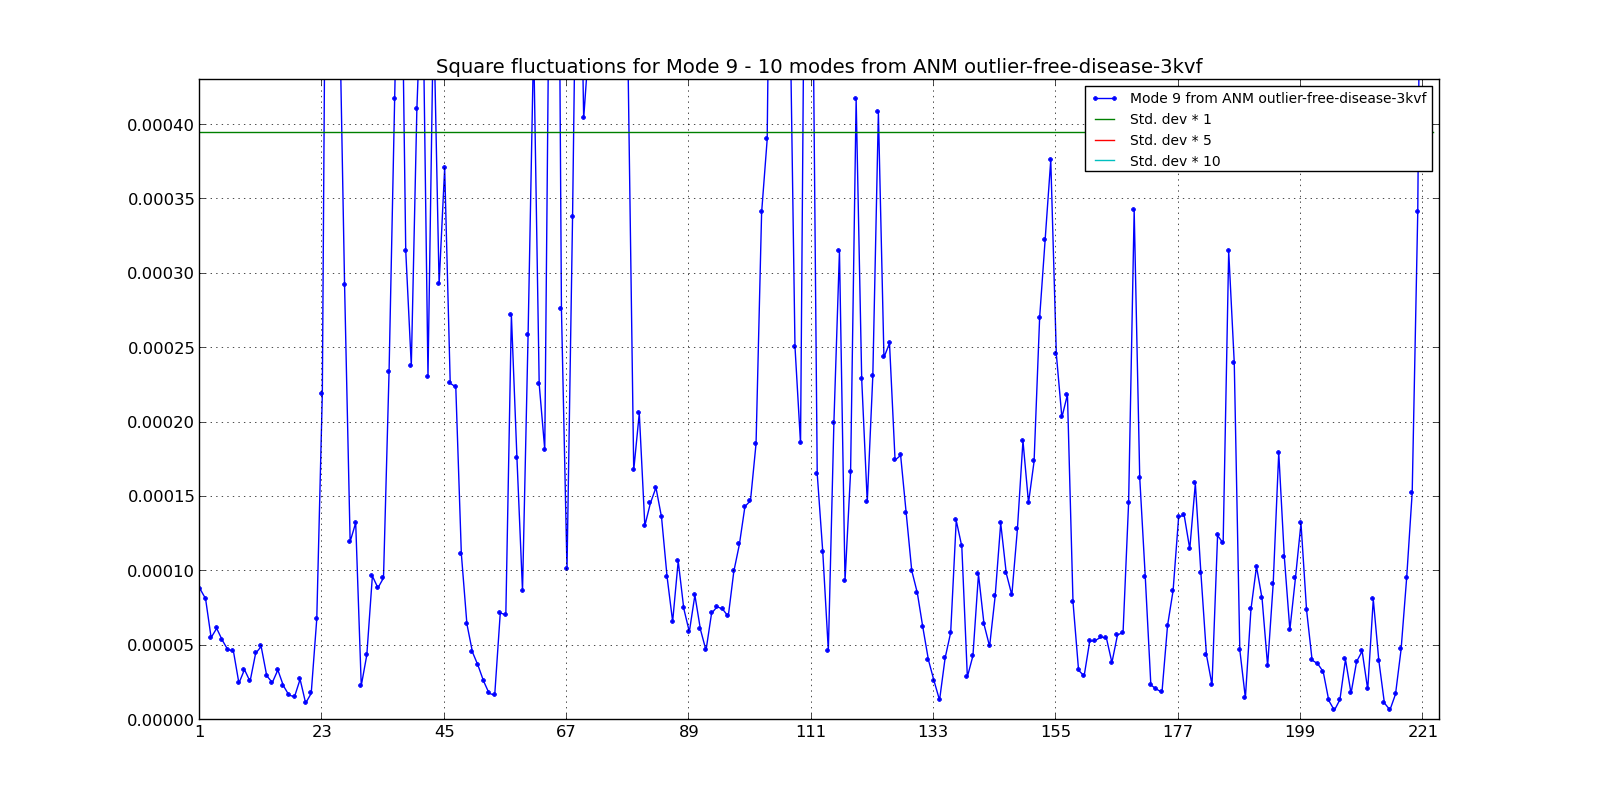 Square fluctuations for Mode 9 - 10 modes from ANM outlier-free-disease-3kvf
Mode 9 from ANM outlier-free-disease-3kvf
Std. dev * 1
Std. dev * 5
Std. dev * 10
0.00040
0.00035
0.00030
0.00025
0.00020
0.00015
0.00010
0.00005
0.00000
1 23 45 67 89 111 133 155 177 199 221